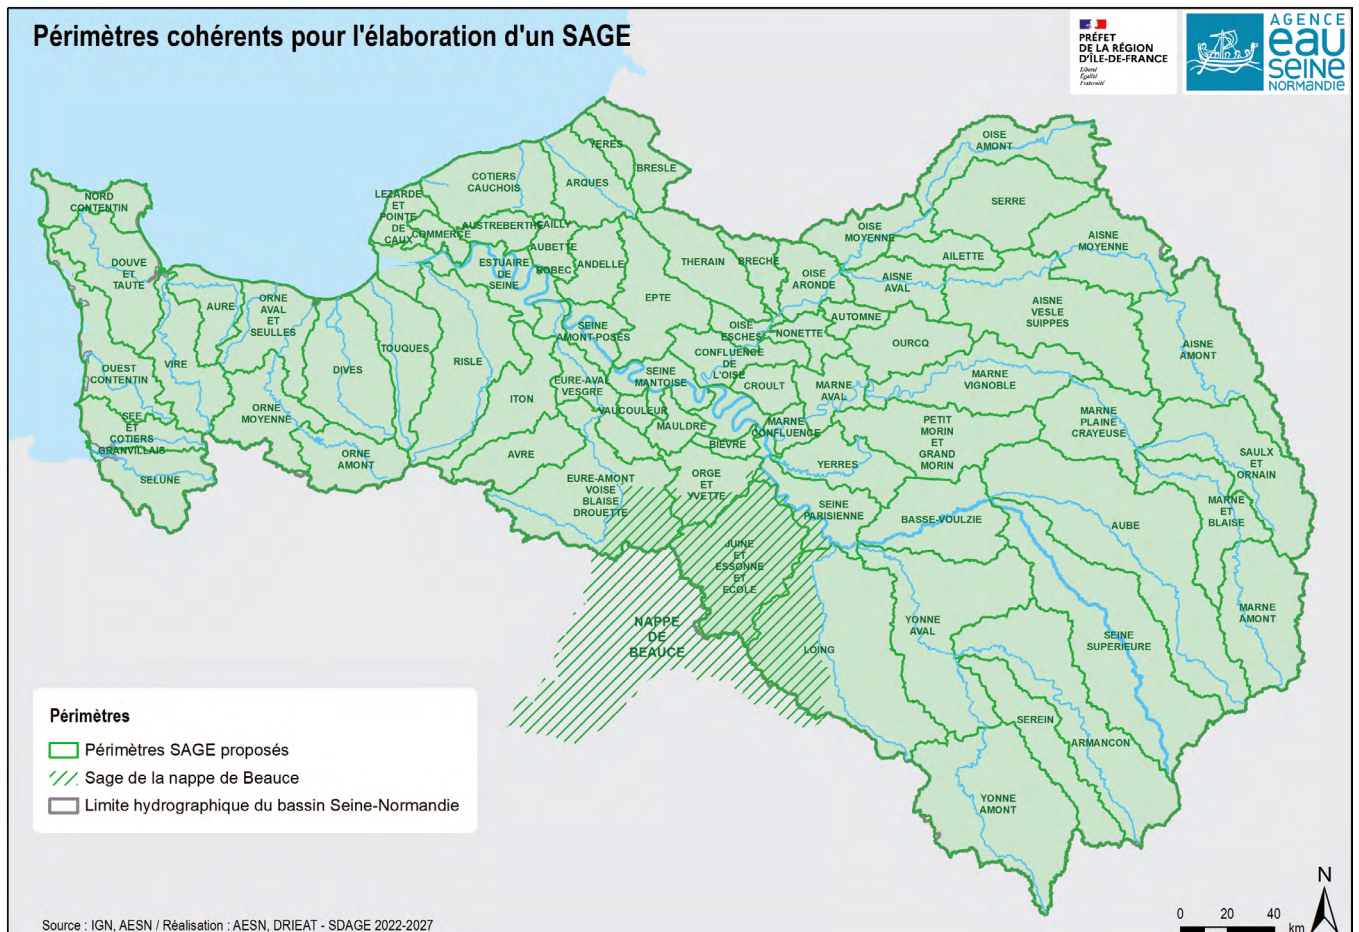 Périmètres cohérents pour l'élaboration d'un SAGE
PRÉFET
DE LA RÉGION
D'ÎLE-DE-FRANCE
Liberté
Égalité
Fraternité
AGENCE
eau
SEINE
NORMANDIE
OISE
AMONT
YERES
BRESLE
ARQUES
COTIERS
CAUCHOIS
SERRE
NORD
CONTENTIN
LEZARDE
ET
POINTE
DE
CAUX
COMMERCE
AUSTREBERTHE
CAILLY
AUBETTE
ROBEC
OISE
MOYENNE
AISNE
MOYENNE
DOUVE
ET
TAUTE
ESTUAIRE
DE
SEINE
ANDELLE
THERAIN
BRECHE
OISE
ARONDE
AILETTE
AISNE
AVAL
AURE
ORNE
AVAL
ET
SEULLES
EPTE
AISNE
VESLE
SUIPPES
AUTOMNE
SEINE
AMONT-POSES
OISE
ESCHES
NONETTE
OURCQ
AISNE
AMONT
TOUQUES
RISLE
DIVES
VIRE
CONFLUENCE
DE
L'OISE
OUEST
CONTENTIN
SEINE
MANTOISE
CROULT
MARNE
AVAL
MARNE
VIGNOBLE
EURE-AVAL
VESGRE
ITON
VAUCOULEUR
MAULDRE
ORNE
MOYENNE
SEE
ET
COTIERS
GRANVILLAIS
MARNE
CONFLUENCE
PETIT
MORIN
ET
GRAND
MORIN
MARNE
PLAINE
CRAYEUSE
BIEVRE
AVRE
ORNE
AMONT
YERRES
SAULX
ET
ORNAIN
SELUNE
EURE-AMONT
VOISE
BLAISE
DROUETTE
ORGE
ET
YVETTE
SEINE
PARISIENNE
BASSE-VOULZIE
AUBE
MARNE
ET
BLAISE
JUINE
ET
ESSONNE
ET
ECOLE
NAPPE
DE
BEAUCE
LOING
YONNE
AVAL
SEINE
SUPERIEURE
MARNE
AMONT
SEREIN
ARMANCON
YONNE
AMONT
Périmètres
Périmètres SAGE proposés
Sage de la nappe de Beauce
Limite hydrographique du bassin Seine-Normandie
Source : IGN, AESN / Réalisation : AESN, DRIEAT - SDAGE 2022-2027
N
0 20 40
km